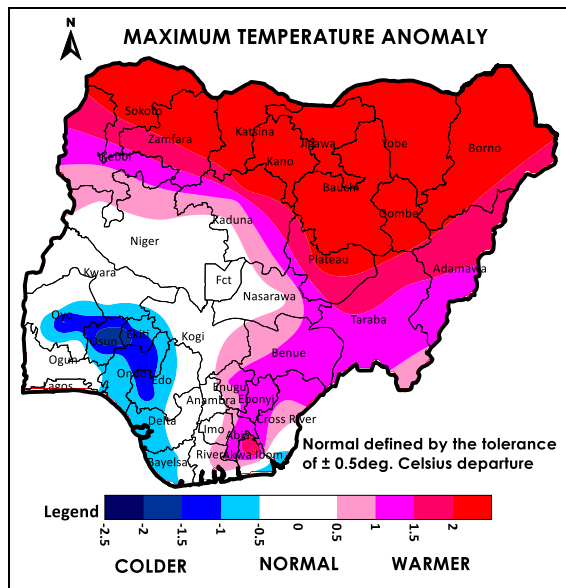 N
MAXIMUM TEMPERATURE ANOMALY
Sokoto
Katsina
Zamfara
Jigawa
Yobe
Borno
Kebbi
Kano
Bauchi
Gombe
Kaduna
Niger
Plateau
Adamawa
Kwara
Fct
Nasarawa
Taraba
Oyo
Osun
Ekiti
Kogi
Benue
Ogun
Ondo
Edo
Enugu
Lagos
Anambra
Ebonyi
Delta
Imo
Abia
Cross River
Bayelsa
Rivers
Akwa Ibom
Normal defined by the tolerance
of ± 0.5deg. Celsius departure
Legend
-2.5 -2 -1.5 -1 -0.5 0 0.5 1 1.5 2
COLDER NORMAL WARMER